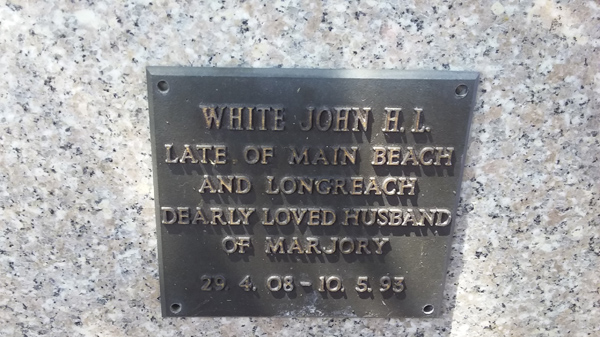 WHITE JOHN H. L.
LATE OF MAIN BEACH
AND LONGREACH
DEARLY LOVED HUSBAND
OF MARJORY
29. 4. 08 - 10. 5. 93